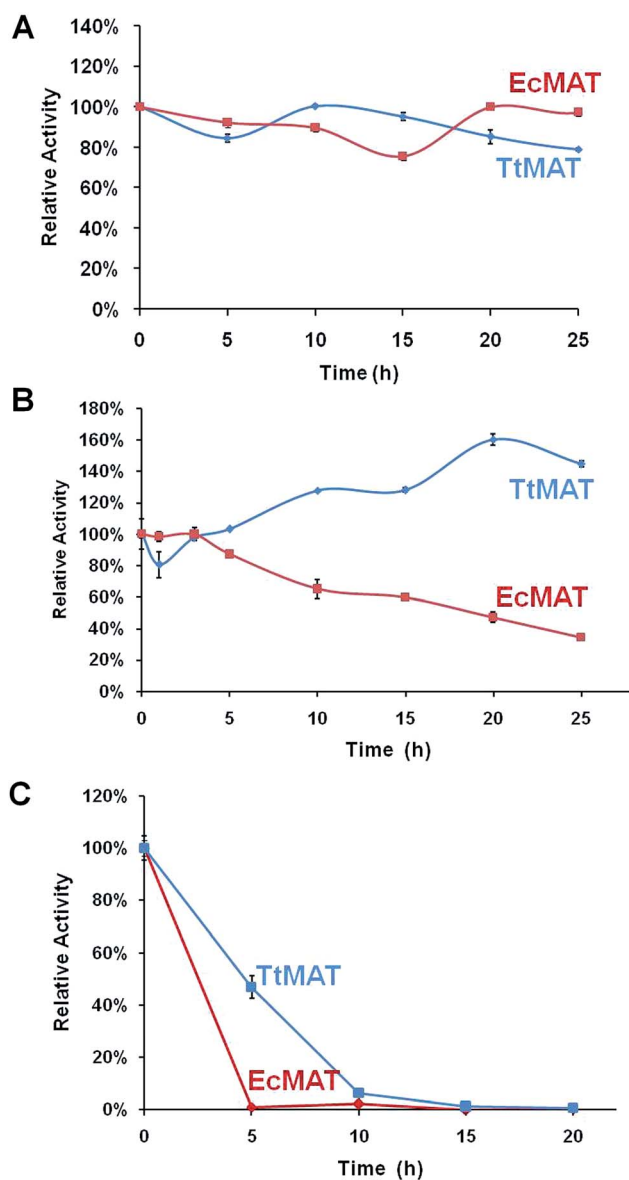 A
140%
120%
100%
80%
60%
40%
20%
0%
Relative Activity
EcMAT
TtMAT
0 5 10 15 20 25
Time (h)
B
180%
160%
140%
120%
100%
80%
60%
40%
20%
0%
Relative Activity
TtMAT
EcMAT
0 5 10 15 20 25
Time (h)
C
120%
100%
80%
60%
40%
20%
0%
Relative Activity
TtMAT
EcMAT
0 5 10 15 20
Time (h)